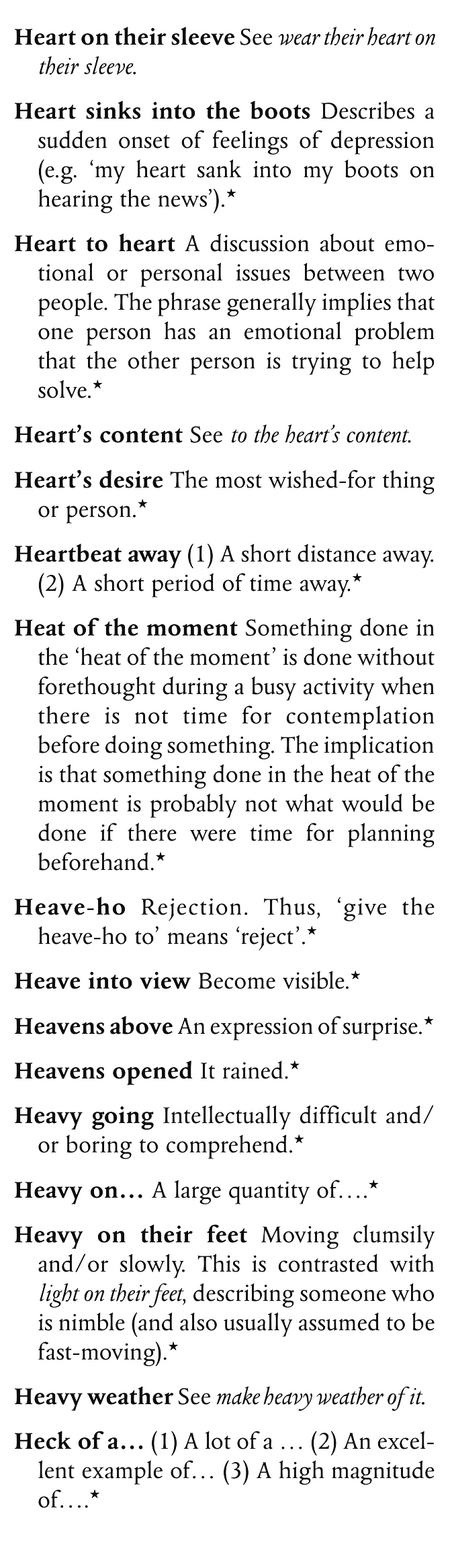 Heart on their sleeve See wear their heart on
their sleeve.
Heart sinks into the boots Describes a
sudden onset of feelings of depression
(e.g. ‘my heart sank into my boots on
hearing the news’).★
Heart to heart A discussion about emo-
tional or personal issues between two
people. The phrase generally implies that
one person has an emotional problem
that the other person is trying to help
solve.★
Heart’s content See to the heart’s content.
Heart’s desire The most wished-for thing
or person.★
Heartbeat away (1) A short distance away.
(2) A short period of time away.★
Heat of the moment Something done in
the ‘heat of the moment’ is done without
forethought during a busy activity when
there is not time for contemplation
before doing something. The implication
is that something done in the heat of the
moment is probably not what would be
done if there were time for planning
beforehand.★
Heave-ho Rejection. Thus, ‘give the
heave-ho to’ means ‘reject’.★
Heave into view Become visible.★
Heavens above An expression of surprise.★
Heavens opened It rained.★
Heavy going Intellectually difficult and/
or boring to comprehend.★
Heavy on… A large quantity of….★
Heavy on their feet Moving clumsily
and/or slowly. This is contrasted with
light on their feet, describing someone who
is nimble (and also usually assumed to be
fast-moving).★
Heavy weather See make heavy weather of it.
Heck of a… (1) A lot of a … (2) An excel-
lent example of… (3) A high magnitude
of….★